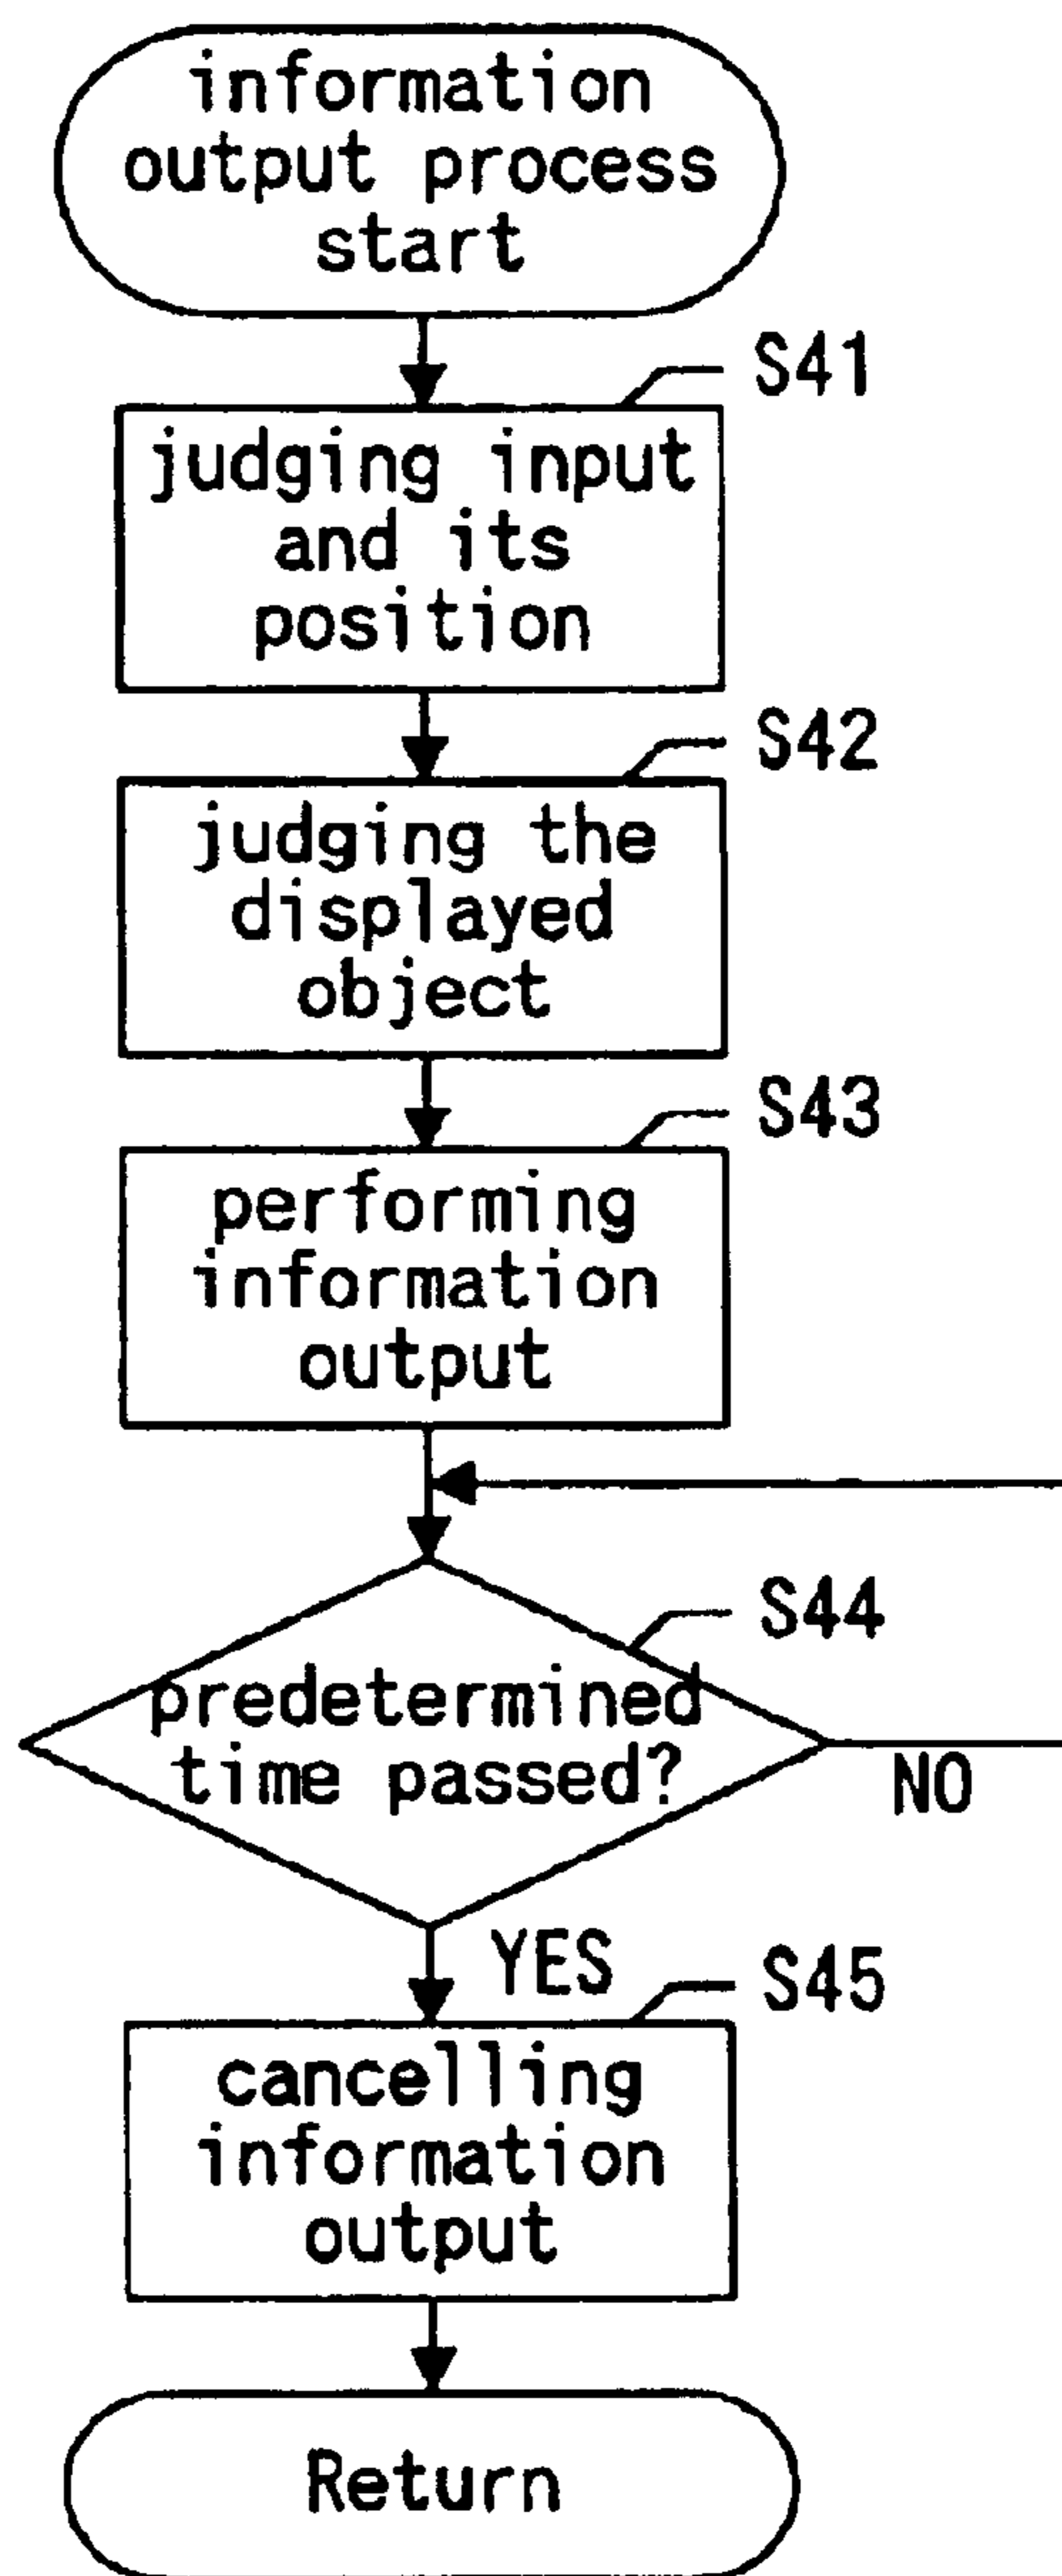 information
output process
start
S41
judging input
and its
position
S42
judging the
displayed
object
S43
performing
information
output
S44
predetermined
time passed?
NO
YES
S45
cancelling
information
output
Return